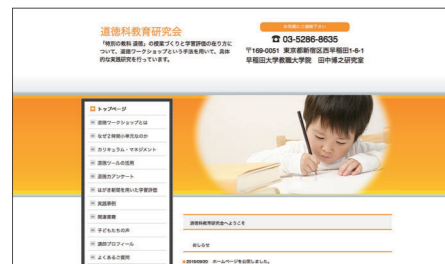 道徳科教育研究会
「特別の教科 道徳」の授業づくりと学習評価の在り方に
ついて、道徳ワークショップという手法を用いて、具体
的な実践研究を行っています。
お気軽にご連絡下さい
☎ 03-5286-8635
〒169-0051 東京都新宿区西早稲田1-6-1
早稲田大学教職大学院 田中博之研究室
トップページ
道徳ワークショップとは
なぜ2時間小単元なのか
カリキュラム・マネジメント
道徳ツールの活用
道徳力アンケート
はがき新聞を用いた学習評価
実践事例
関連書籍
子どもたちの声
講師プロフィール
よくあるご質問
道徳科教育研究会へようこそ
おしらせ
2019/09/20 ホームページを公開しました。